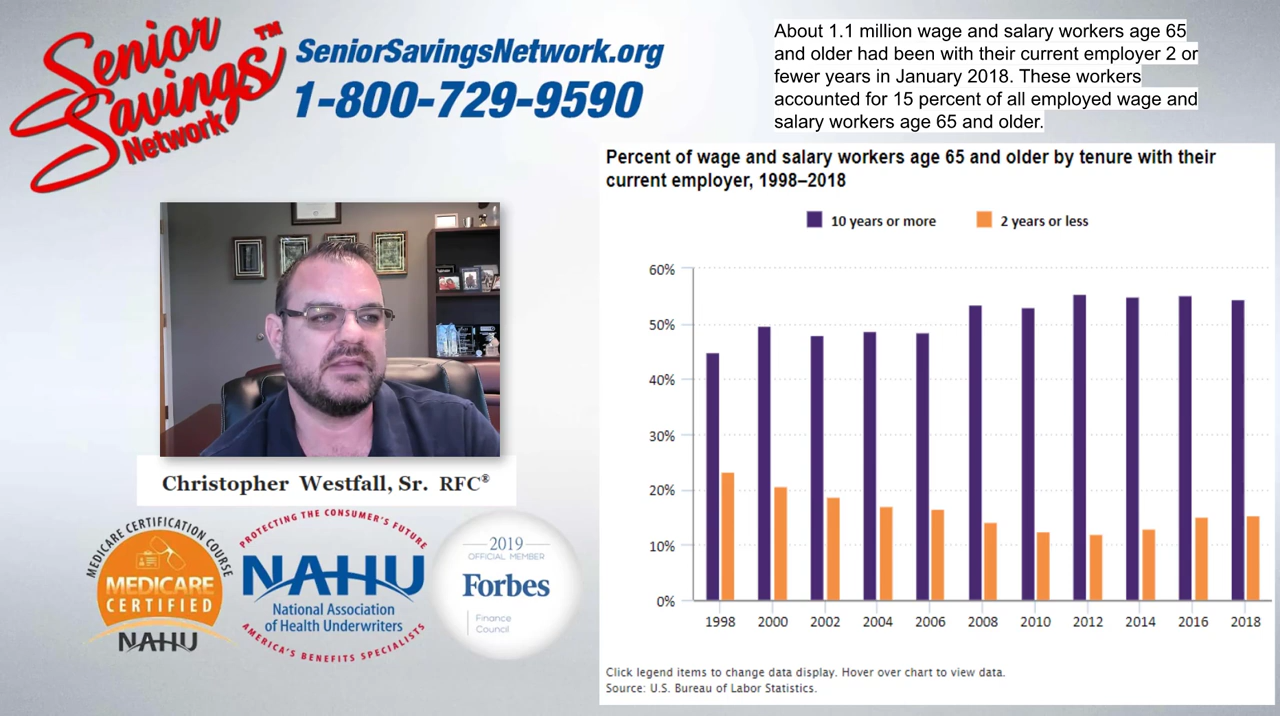 Senior
Savings™
Network
SeniorSavingsNetwork.org
1-800-729-9590
About 1.1 million wage and salary workers age 65
and older had been with their current employer 2 or
fewer years in January 2018. These workers
accounted for 15 percent of all employed wage and
salary workers age 65 and older.
Percent of wage and salary workers age 65 and older by tenure with their
current employer, 1998–2018
10 years or more
2 years or less
60%
50%
40%
30%
20%
10%
0%
1998 2000 2002 2004 2006 2008 2010 2012 2014 2016 2018
Click legend items to change data display. Hover over chart to view data.
Source: U.S. Bureau of Labor Statistics.
Christopher Westfall, Sr. RFC®
MEDICARE CERTIFICATION COURSE
MEDICARE
CERTIFIED
NAHU
PROTECTING THE CONSUMER'S FUTURE
NAHU
National Association
of Health Underwriters
AMERICA'S BENEFITS SPECIALISTS
2019
OFFICIAL MEMBER
Forbes
Finance
Council